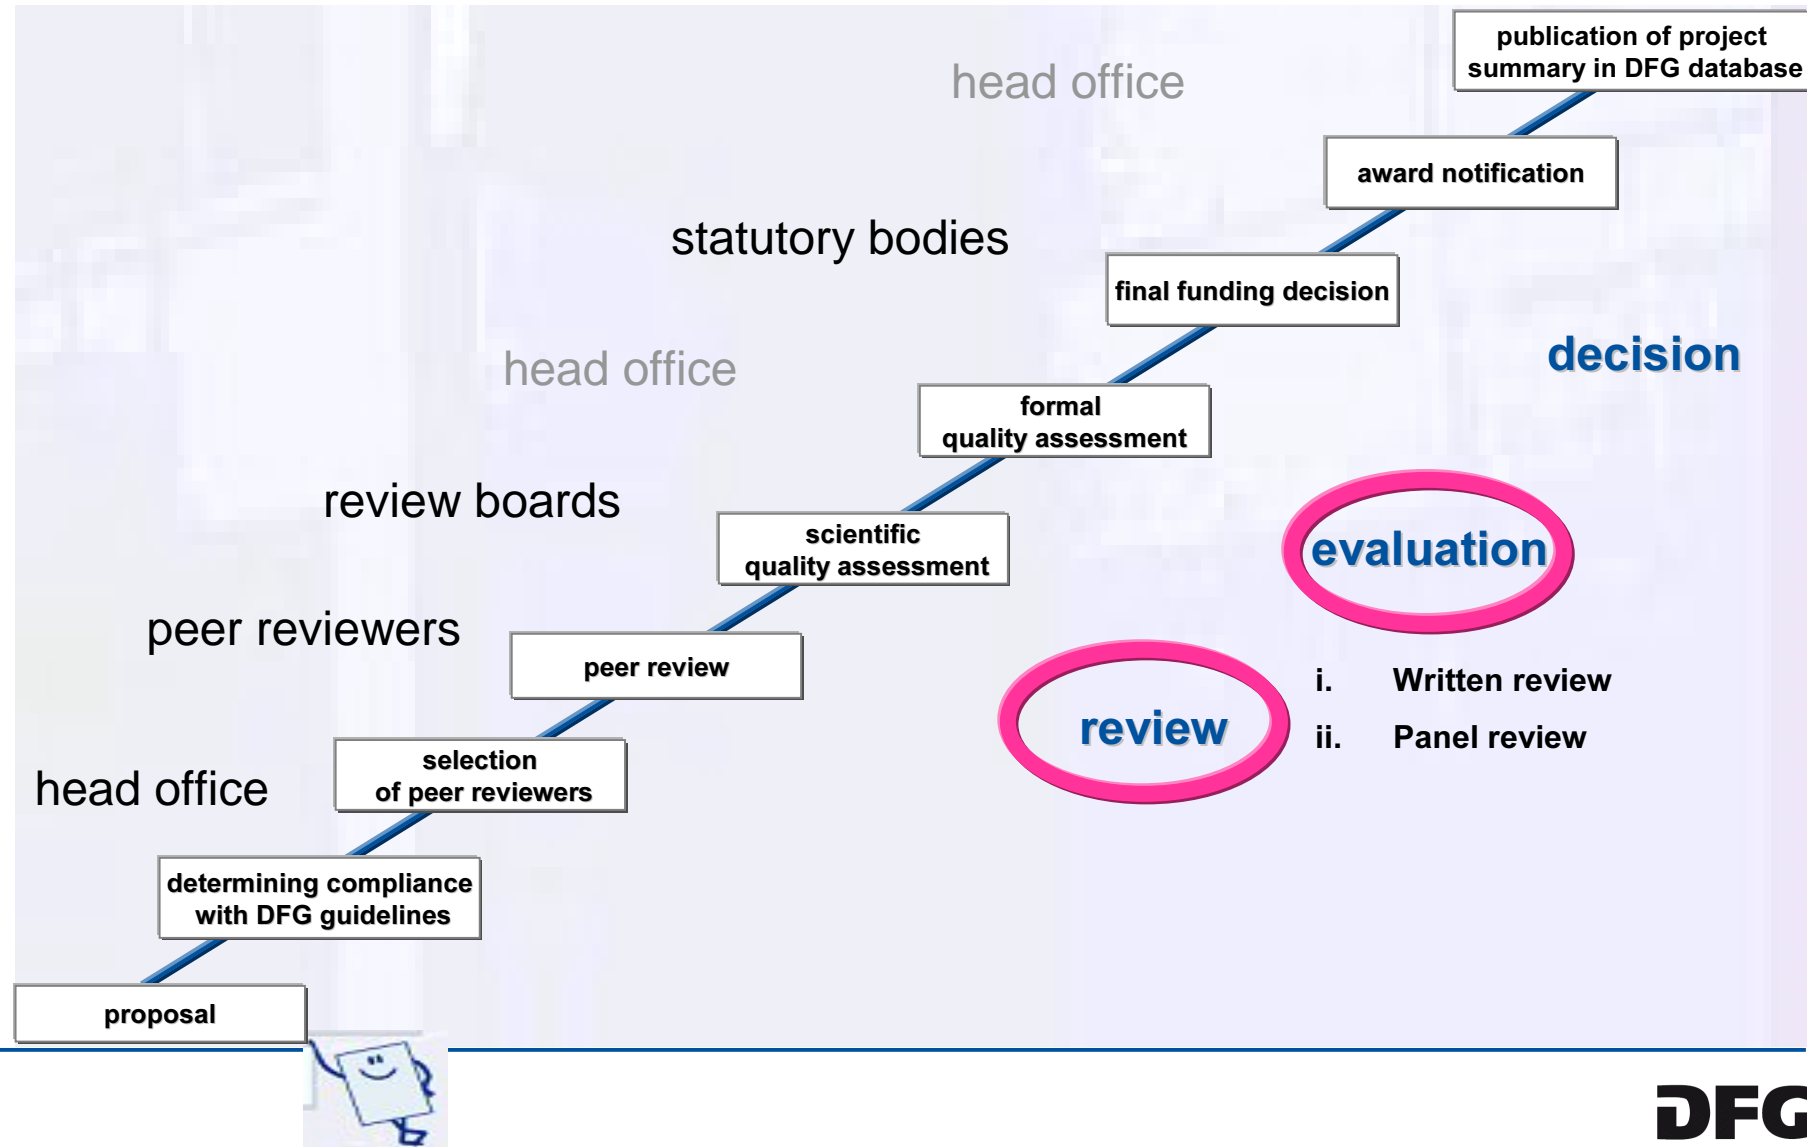 publication of project
summary in DFG database
head office
award notification
statutory bodies
final funding decision
decision
head office
formal
quality assessment
review boards
scientific
quality assessment
evaluation
peer reviewers
peer review
i. Written review
review
ii. Panel review
selection
of peer reviewers
head office
determining compliance
with DFG guidelines
proposal
DFG